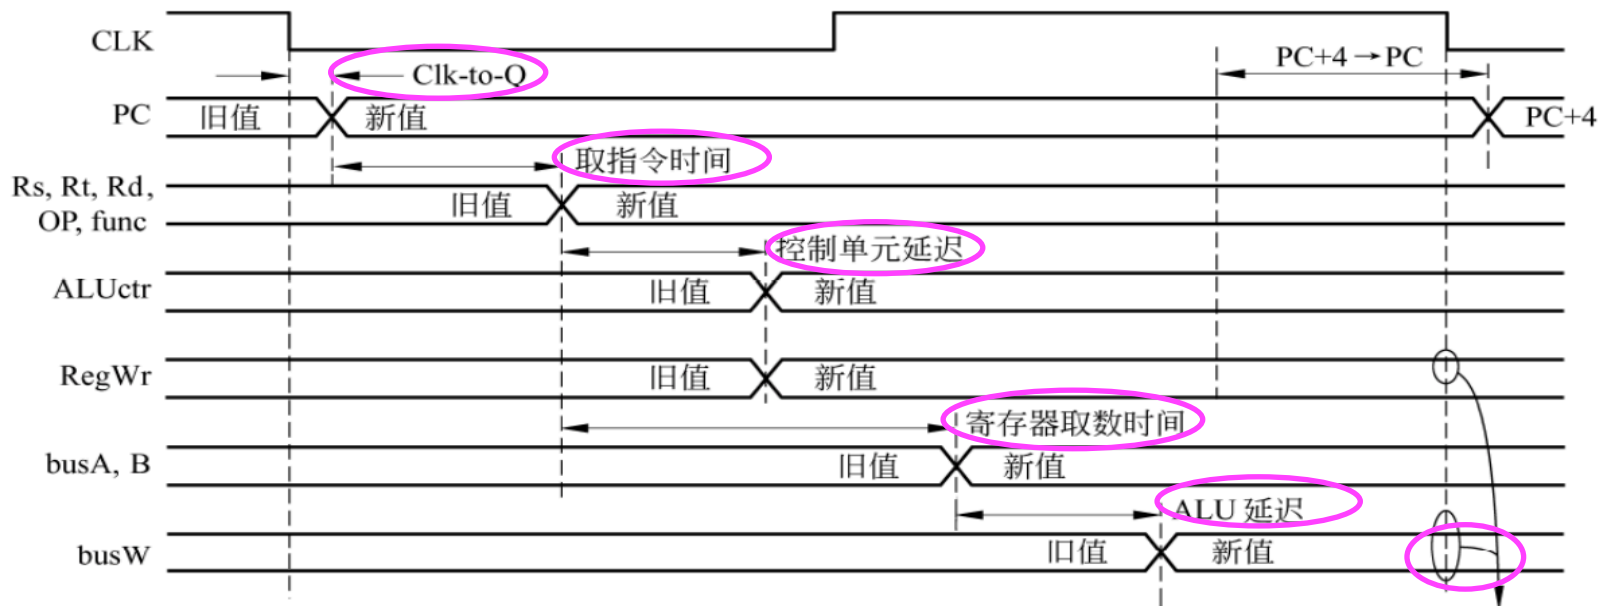 CLK
PC+4→PC
Clk-to-Q
PC 旧值 新值 PC+4
取指令时间
Rs, Rt, Rd,
OP, func
旧值 新值
控制单元延迟
ALUctr 旧值 新值
RegWr 旧值 新值
寄存器取数时间
busA, B 旧值 新值
ALU 延迟
busW 旧值 新值